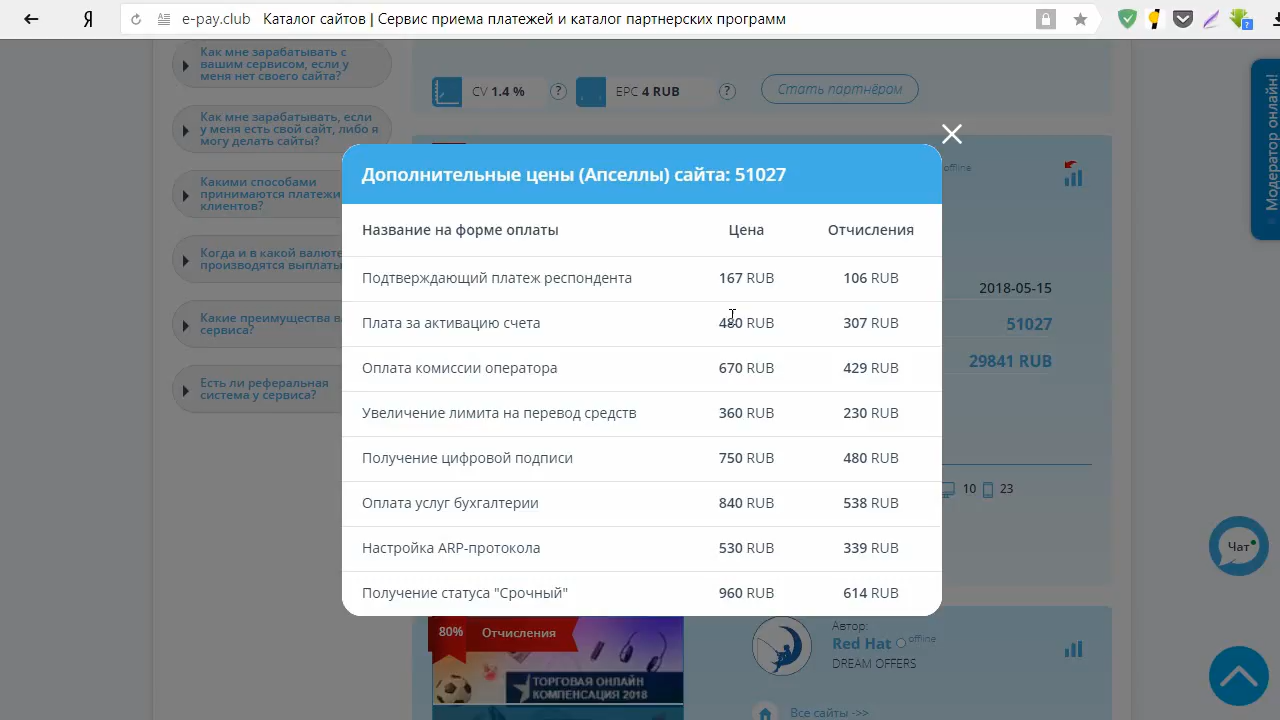 Я
e-pay.club Каталог сайтов | Сервис приема платежей и каталог партнерских программ
Как мне зарабатывать с
вашим сервисом, если у
меня нет своего сайта?
Как мне зарабатывать, если
у меня есть свой сайт, либо я
могу делать сайты?
Какими способами
принимаются платежи
клиентов?
Когда и в какой валюте
производятся выплаты
Какие преимущества в
сервиса?
Есть ли реферальная
система у сервиса?
CV 1.4 % ? EPC 4 RUB ? Стать партнёром
Модератор онлайн!
offline
Дополнительные цены (Апселлы) сайта: 51027
Название на форме оплаты Цена Отчисления
Подтверждающий платеж респондента 167 RUB 106 RUB
Плата за активацию счета 480 RUB 307 RUB
Оплата комиссии оператора 670 RUB 429 RUB
Увеличение лимита на перевод средств 360 RUB 230 RUB
Получение цифровой подписи 750 RUB 480 RUB
Оплата услуг бухгалтерии 840 RUB 538 RUB
Настройка ARP-протокола 530 RUB 339 RUB
Получение статуса "Срочный" 960 RUB 614 RUB
2018-05-15
51027
29841 RUB
10 23
Чат
80% Отчисления
ТОРГОВАЯ ОНЛАЙН
КОМПЕНСАЦИЯ 2018
Автор:
Red Hat offline
DREAM OFFERS
Все сайты ->>